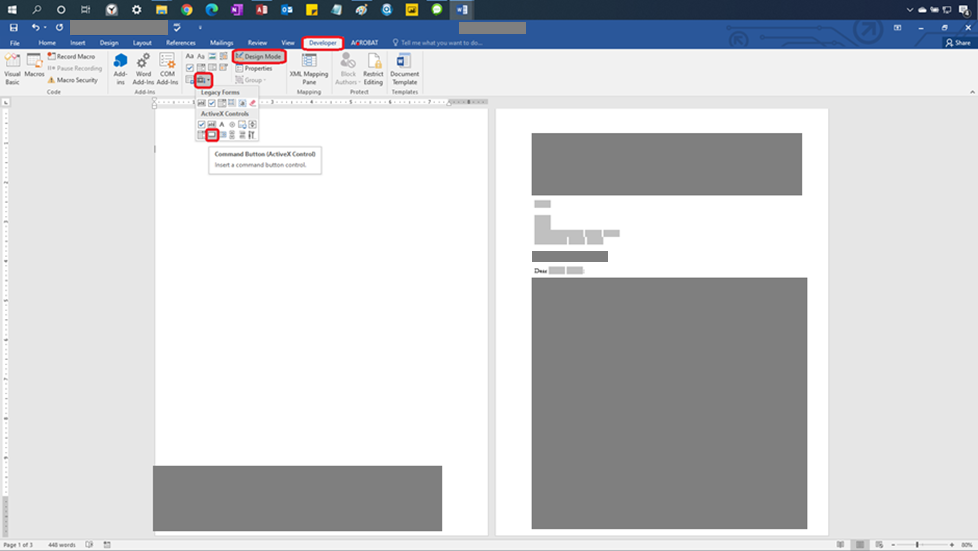 File Home Insert Design Layout References Mailings Review View Developer ACROBAT Tell me what you want to do... Share
Visual Basic
Macros
Record Macro
Pause Recording
Macro Security
Code
Add-ins
Word Add-Ins
COM Add-Ins
Add-Ins
Aa Aa
Design Mode
Properties
Group
XML Mapping Pane
Mapping
Block Authors
Restrict Editing
Protect
Document Template
Templates
Legacy Forms
ActiveX Controls
Command Button (ActiveX Control)
Insert a command button control.
Dear
Page 1 of 3 448 words 80%